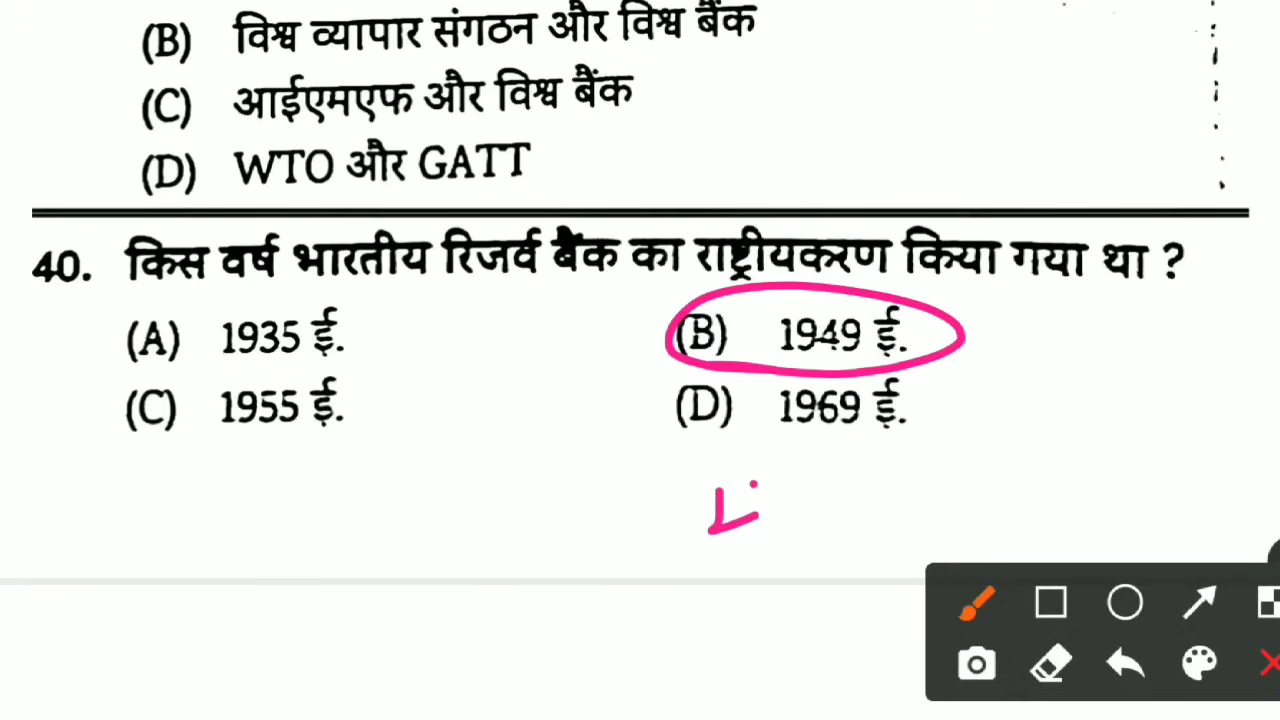 (B) विश्व व्यापार संगठन और विश्व बैंक
(C) आईएमएफ और विश्व बैंक
(D) WTO और GATT
40. किस वर्ष भारतीय रिजर्व बैंक का राष्ट्रीयकरण किया गया था ?
(A) 1935 ई. (B) 1949 ई.
(C) 1955 ई. (D) 1969 ई.